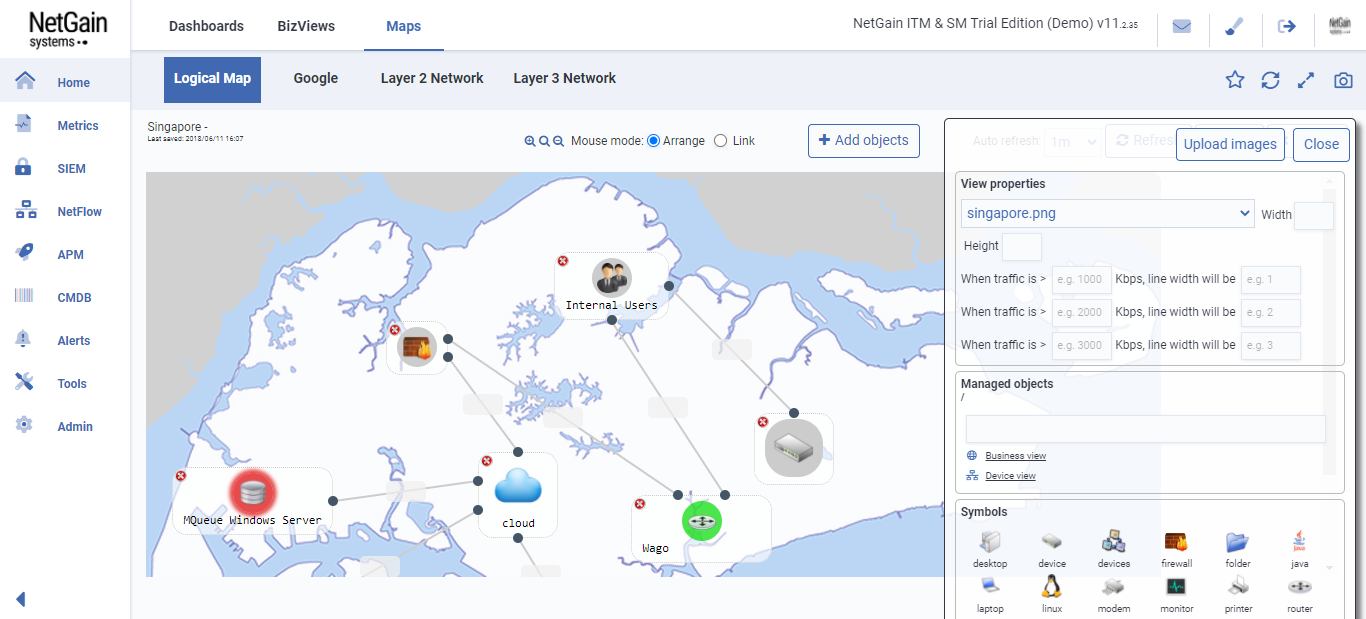 NetGain
systems
Dashboards
BizViews
Maps
NetGain ITM & SM Trial Edition (Demo) v11.2.35
NetGain
Home
Metrics
SIEM
NetFlow
APM
CMDB
Alerts
Tools
Admin
Logical Map
Google
Layer 2 Network
Layer 3 Network
Singapore -
Last saved: 2018/06/11 16:07
Mouse mode: Arrange Link
+ Add objects
Auto refresh: 1m Refres
Upload images
Close
View properties
singapore.png
Width
Height
When traffic is > e.g. 1000 Kbps, line width will be e.g. 1
When traffic is > e.g. 2000 Kbps, line width will be e.g. 2
When traffic is > e.g. 3000 Kbps, line width will be e.g. 3
Managed objects
/
Business view
Device view
Symbols
desktop device devices firewall folder java
laptop linux modem monitor printer router
Internal Users
MQueue Windows Server
cloud
Wago